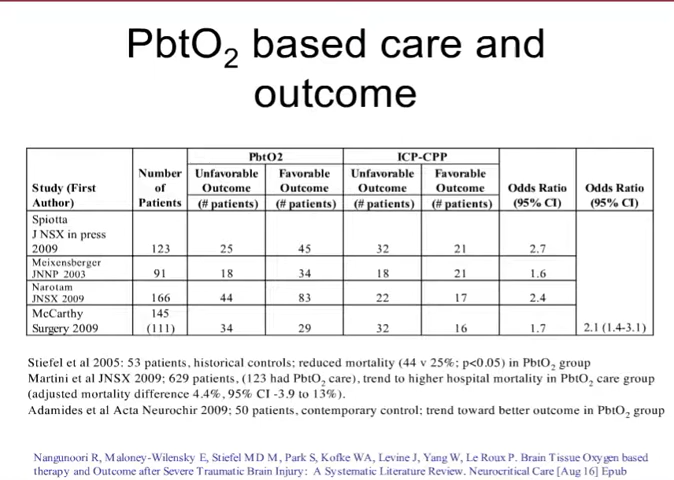 PbtO₂ based care and
outcome
PbtO2 ICP-CPP
Study (First Author) Number of Patients Unfavorable Outcome (# patients) Favorable Outcome (# patients) Unfavorable Outcome (# patients) Favorable Outcome (# patients) Odds Ratio (95% CI) Odds Ratio (95% CI)
Spiotta
J NSX in press
2009 123 25 45 32 21 2.7
Meixensberger
JNNP 2003 91 18 34 18 21 1.6
Narotam
JNSX 2009 166 44 83 22 17 2.4
McCarthy 145
Surgery 2009 (111) 34 29 32 16 1.7 2.1 (1.4-3.1)
Stiefel et al 2005: 53 patients, historical controls; reduced mortality (44 v 25%; p<0.05) in PbtO₂ group
Martini et al JNSX 2009; 629 patients, (123 had PbtO₂ care), trend to higher hospital mortality in PbtO₂ care group
(adjusted mortality difference 4.4%, 95% CI -3.9 to 13%).
Adamides et al Acta Neurochir 2009; 50 patients, contemporary control; trend toward better outcome in PbtO₂ group
Nangunoori R, Maloney-Wilensky E, Stiefel MD M, Park S, Kofke WA, Levine J, Yang W, Le Roux P. Brain Tissue Oxygen based
therapy and Outcome after Severe Traumatic Brain Injury: A Systematic Literature Review. Neurocritical Care [Aug 16] Epub